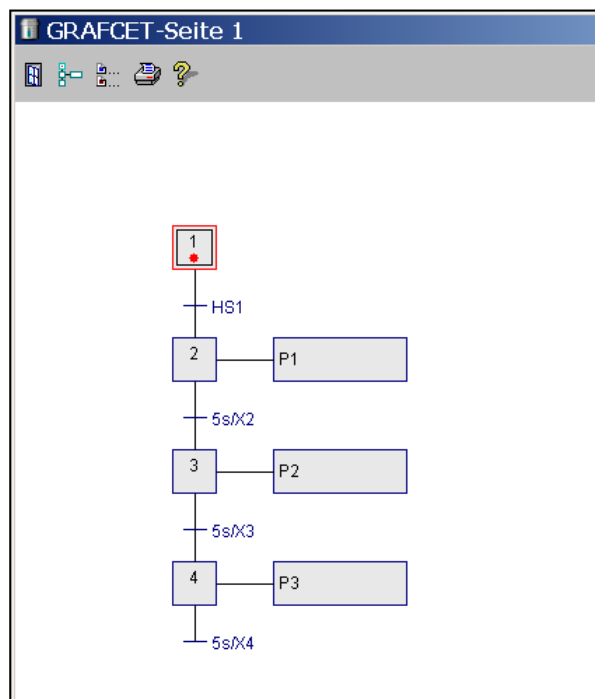 GRAFCET-Seite 1
1
HS1
2 P1
5s/X2
3 P2
5s/X3
4 P3
5s/X4